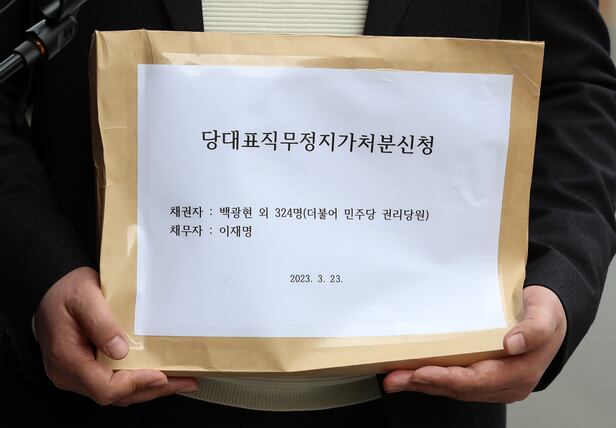 당대표직무정지가처분신청
채권자 : 백광현 외 324명(더불어 민주당 권리당원)
채무자 : 이재명
2023. 3. 23.